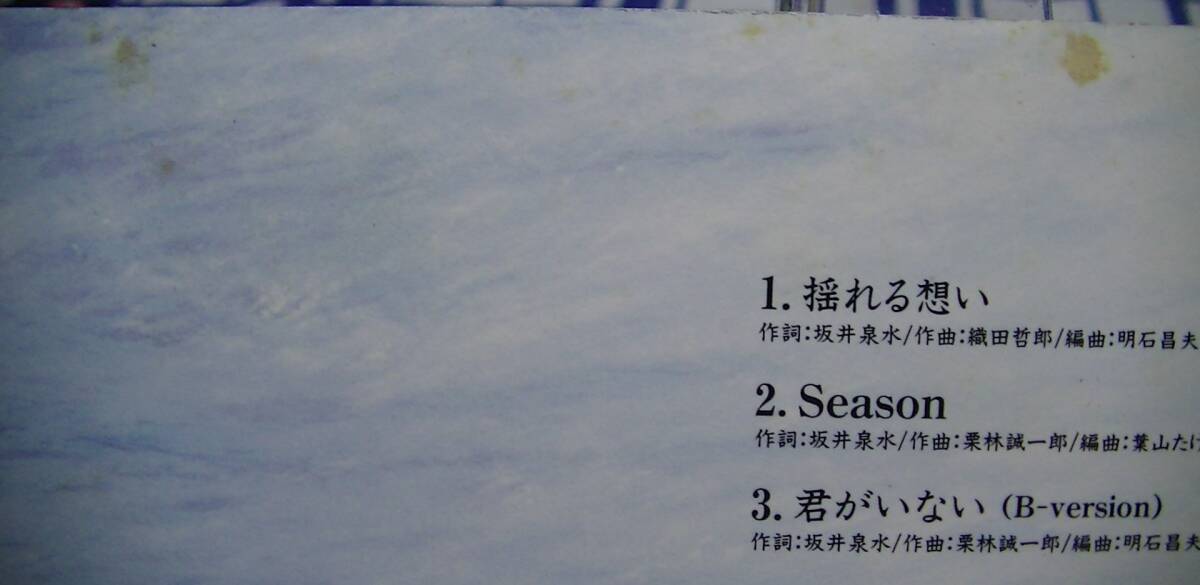 1. 揺れる想い
作詞:坂井泉水/作曲:織田哲郎/編曲:明石昌夫
2. Season
作詞:坂井泉水/作曲:栗林誠一郎/編曲:葉山たけ
3. 君がいない (B-version)
作詞:坂井泉水/作曲:栗林誠一郎/編曲:明石昌夫